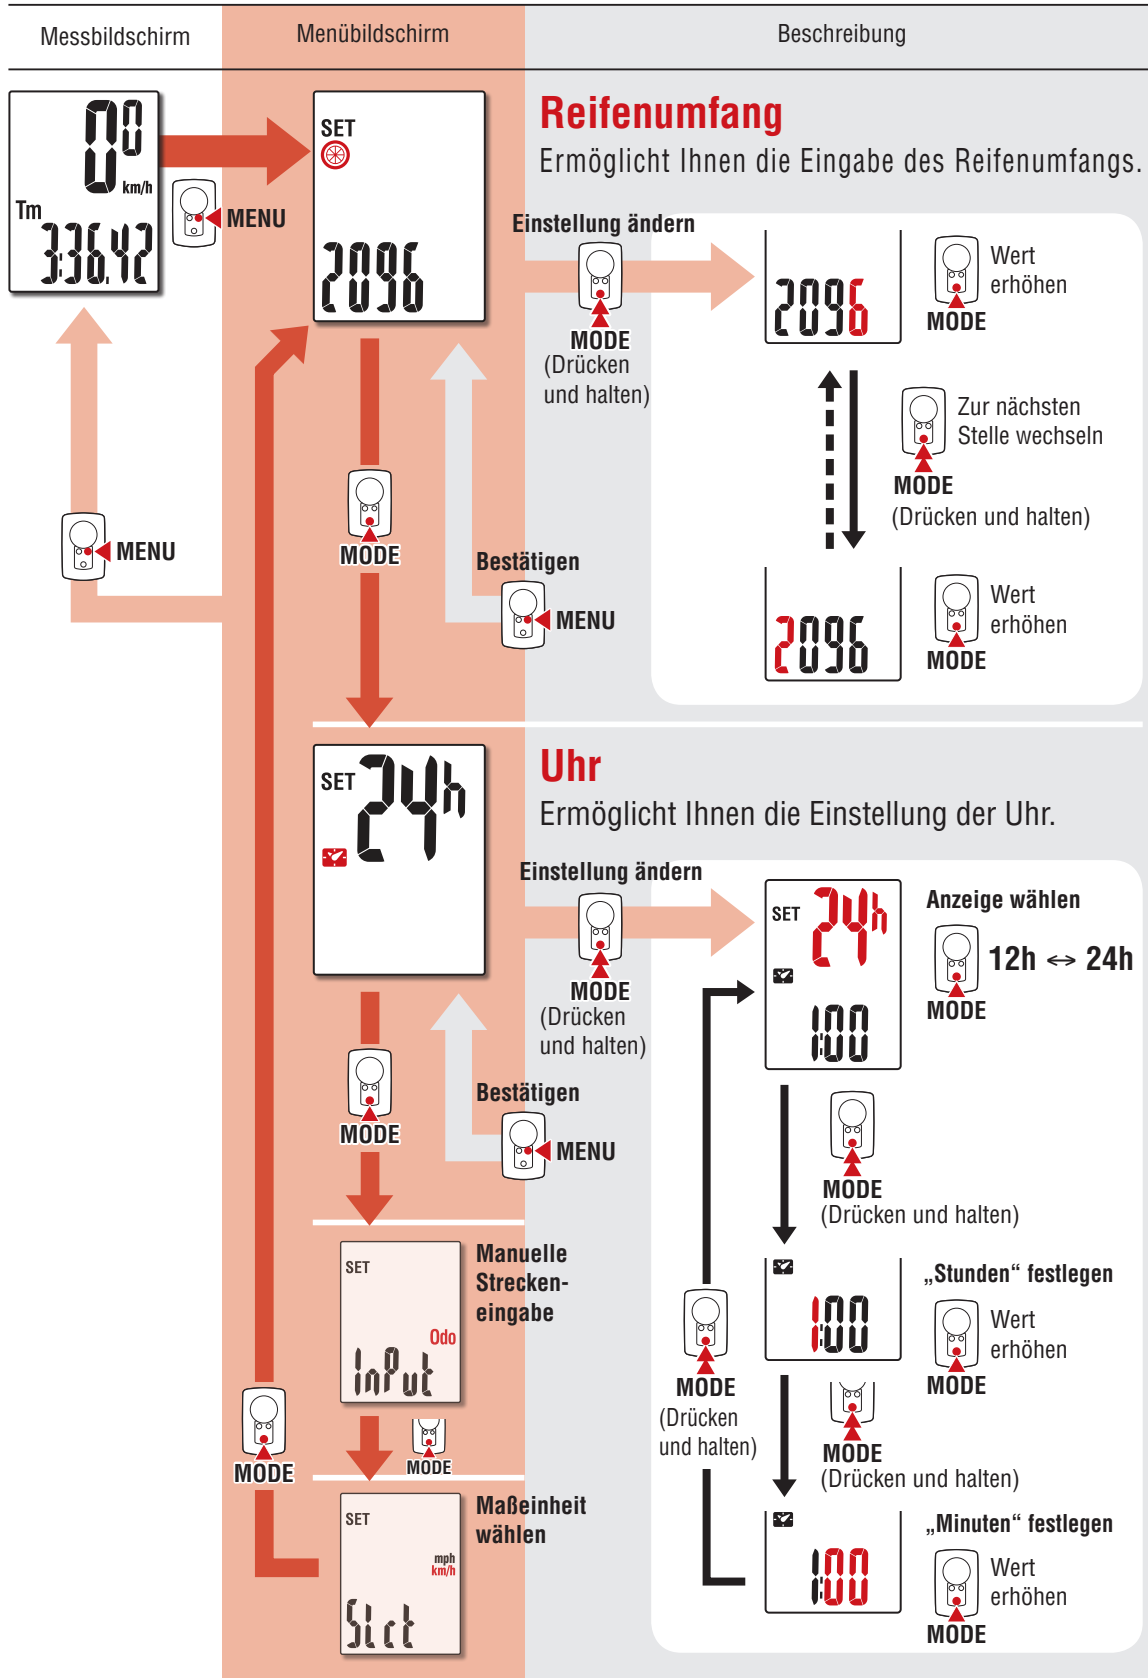 Messbildschirm
Menübildschirm
Beschreibung
00
km/h
Tm
3:36.42
MENU
SET
2096
Reifenumfang
Ermöglicht Ihnen die Eingabe des Reifenumfangs.
Einstellung ändern
MODE
(Drücken
und halten)
2096
Wert
erhöhen
MODE
Zur nächsten
Stelle wechseln
MODE
(Drücken und halten)
2096
Wert
erhöhen
MODE
MENU
MODE
Bestätigen
MENU
SET
24h
Uhr
Ermöglicht Ihnen die Einstellung der Uhr.
Einstellung ändern
MODE
(Drücken
und halten)
SET
24h
1:00
Anzeige wählen
12h ↔ 24h
MODE
MODE
Bestätigen
MENU
MODE
(Drücken und halten)
1:00
„Stunden“ festlegen
Wert
erhöhen
MODE
MODE
(Drücken
und halten)
MODE
(Drücken und halten)
1:00
„Minuten“ festlegen
Wert
erhöhen
MODE
SET
Odo
InPut
Manuelle
Strecken-
eingabe
MODE
MODE
SET
mph
km/h
Slct
Maßeinheit
wählen